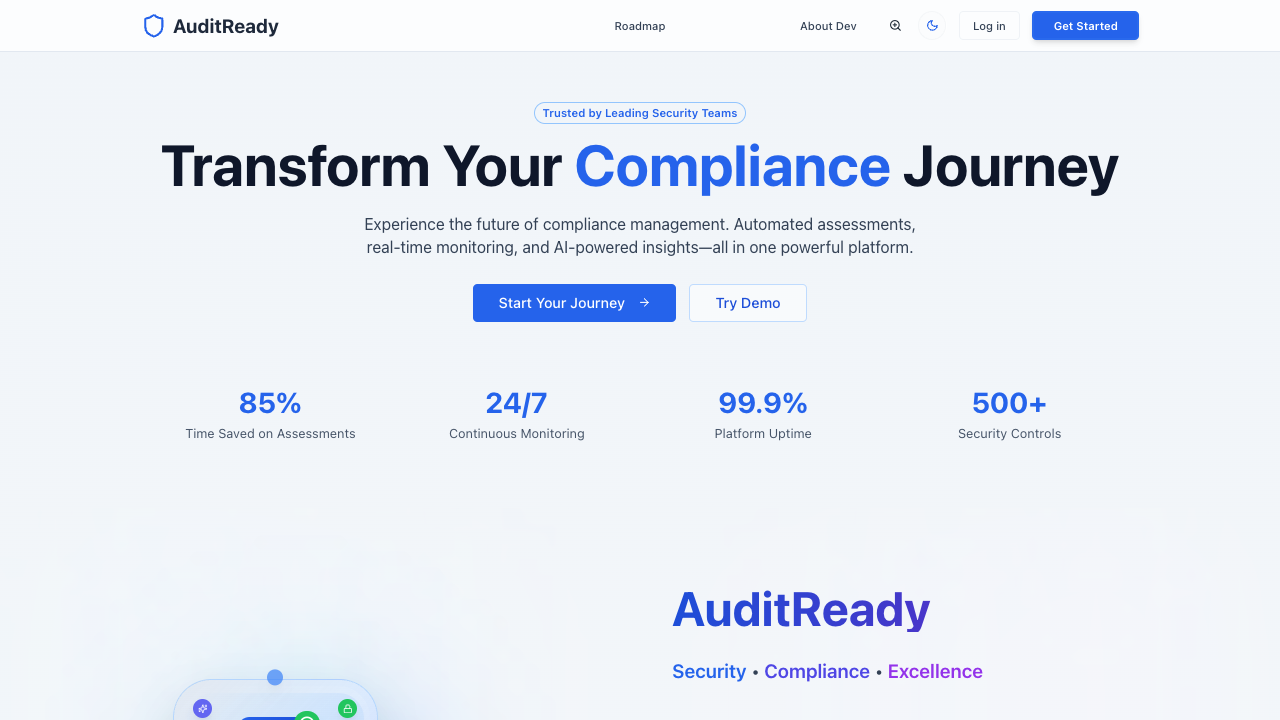 AuditReady
Roadmap
About Dev
Log in
Get Started
Trusted by Leading Security Teams
Transform Your Compliance Journey
Experience the future of compliance management. Automated assessments,
real-time monitoring, and AI-powered insights—all in one powerful platform.
Start Your Journey →
Try Demo
85%
Time Saved on Assessments
24/7
Continuous Monitoring
99.9%
Platform Uptime
500+
Security Controls
AuditReady
Security • Compliance • Excellence